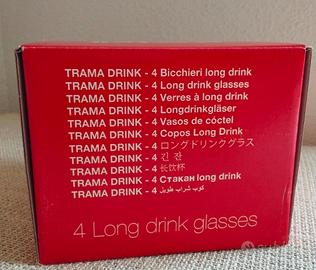 TRAMA DRINK - 4 Bicchieri long drink
TRAMA DRINK - 4 Long drink glasses
TRAMA DRINK - 4 Verres à long drink
TRAMA DRINK - 4 Longdrinkgläser
TRAMA DRINK - 4 Vasos de cóctel
TRAMA DRINK - 4 Copos Long Drink
TRAMA DRINK - 4 ロングドリンクグラス
TRAMA DRINK - 4 긴 잔
TRAMA DRINK - 4 长饮杯
TRAMA DRINK - 4 Стакан long drink
TRAMA DRINK - 4 كوب شراب طويل
4 Long drink glasses